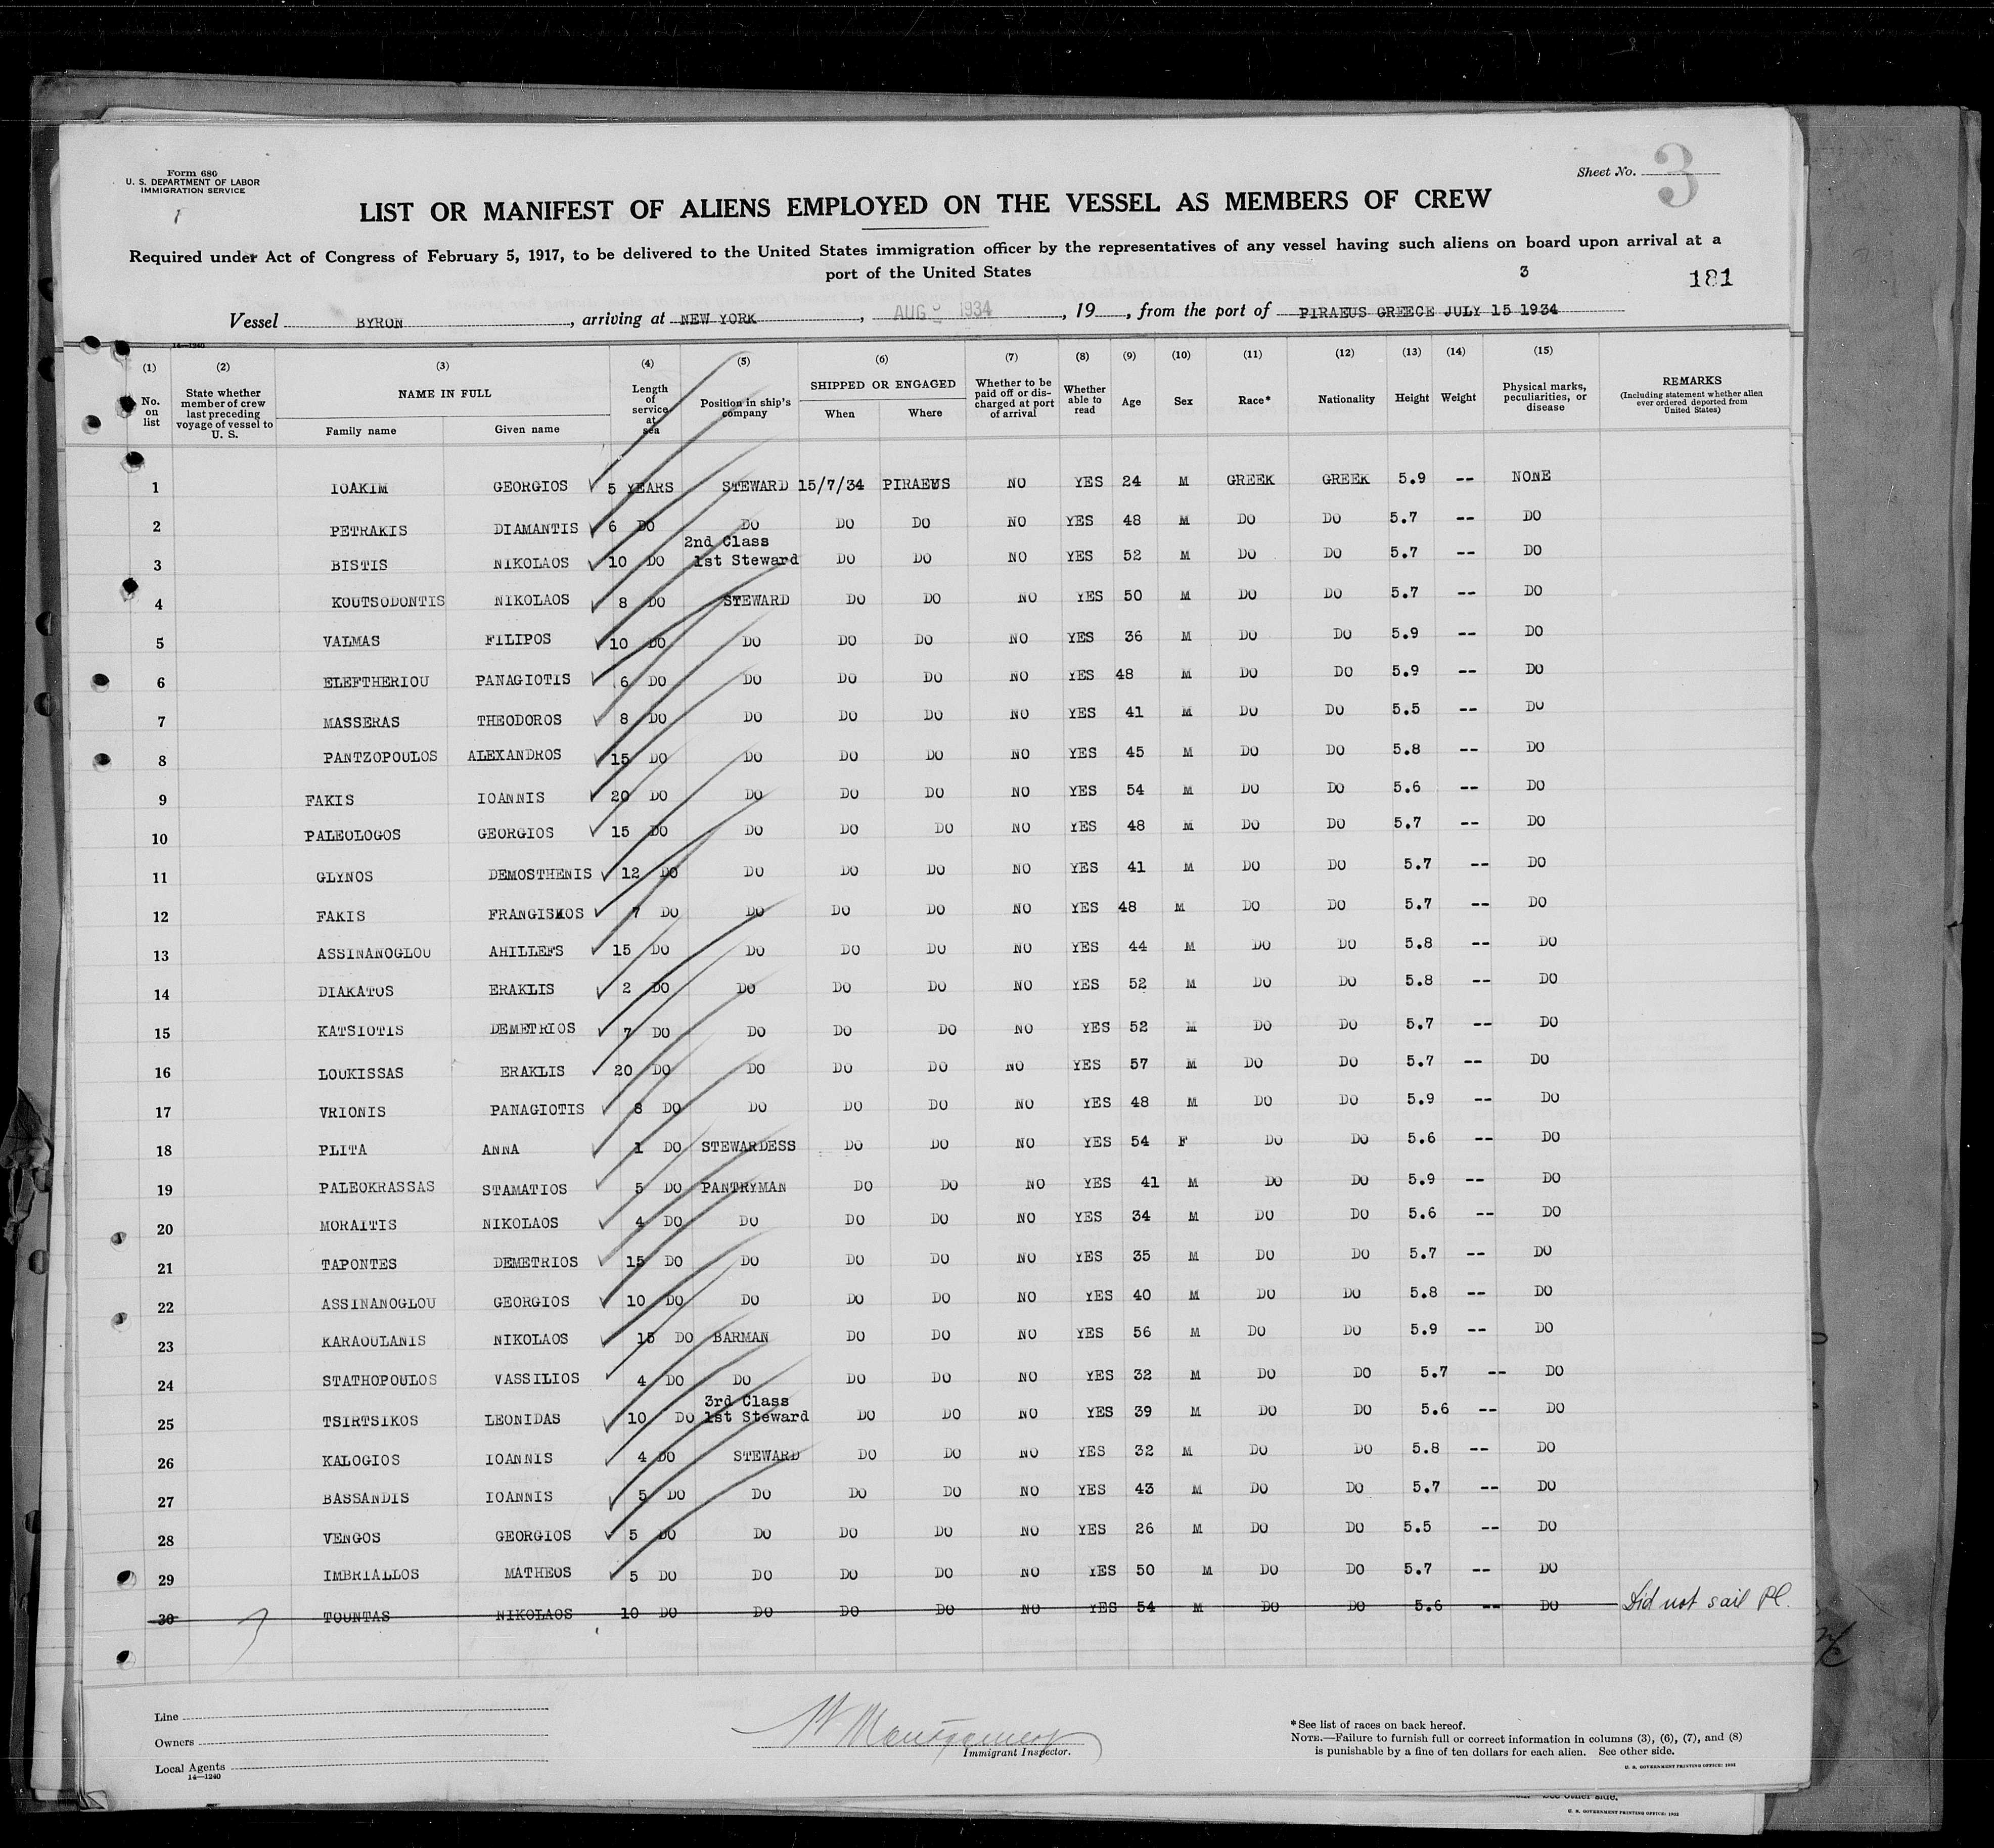 Form 680
U. S. DEPARTMENT OF LABOR
IMMIGRATION SERVICE
Sheet No. 3
LIST OR MANIFEST OF ALIENS EMPLOYED ON THE VESSEL AS MEMBERS OF CREW
Required under Act of Congress of February 5, 1917, to be delivered to the United States immigration officer by the representatives of any vessel having such aliens on board upon arrival at a
port of the United States
3
181
Vessel BYRON, arriving at NEW YORK, AUG 1934, 19, from the port of PIRAEUS GREECE JULY 15 1934
14—1240
(1) (2) (3) (4) (5) (6) (7) (8) (9) (10) (11) (12) (13) (14) (15)
No. on list
State whether member of crew last preceding voyage of vessel to U. S.
NAME IN FULL
Family name Given name
Length of service at sea
Position in ship's company
SHIPPED OR ENGAGED
When Where
Whether to be paid off or discharged at port of arrival
Whether able to read
Age
Sex
Race*
Nationality
Height
Weight
Physical marks, peculiarities, or disease
REMARKS
(Including statement whether alien ever ordered deported from United States)
1 IOAKIM GEORGIOS 5 YEARS STEWARD 15/7/34 PIRAEUS NO YES 24 M GREEK GREEK 5.9 -- NONE
2 PETRAKIS DIAMANTIS 6 DO DO DO DO NO YES 48 M DO DO 5.7 -- DO
3 BISTIS NIKOLAOS 10 DO 2nd Class 1st Steward DO DO NO YES 52 M DO DO 5.7 -- DO
4 KOUTSODONTIS NIKOLAOS 8 DO STEWARD DO DO NO YES 50 M DO DO 5.7 -- DO
5 VALMAS FILIPOS 10 DO DO DO DO NO YES 36 M DO DO 5.9 -- DO
6 ELEFTHERIOU PANAGIOTIS 6 DO DO DO DO NO YES 48 M DO DO 5.9 -- DO
7 MASSERAS THEODOROS 8 DO DO DO DO NO YES 41 M DO DO 5.5 -- DO
8 PANTZOPOULOS ALEXANDROS 15 DO DO DO DO NO YES 45 M DO DO 5.8 -- DO
9 FAKIS IOANNIS 20 DO DO DO DO NO YES 54 M DO DO 5.6 -- DO
10 PALEOLOGOS GEORGIOS 15 DO DO DO DO NO YES 48 M DO DO 5.7 -- DO
11 GLYNOS DEMOSTHENIS 12 DO DO DO DO NO YES 41 M DO DO 5.7 -- DO
12 FAKIS FRANGISKOS 7 DO DO DO DO NO YES 48 M DO DO 5.7 -- DO
13 ASSINANOGLOU AHILLEFS 15 DO DO DO DO NO YES 44 M DO DO 5.8 -- DO
14 DIAKATOS ERAKLIS 2 DO DO DO DO NO YES 52 M DO DO 5.8 -- DO
15 KATSIOTIS DEMETRIOS 7 DO DO DO DO NO YES 52 M DO DO 5.7 -- DO
16 LOUKISSAS ERAKLIS 20 DO DO DO DO NO YES 57 M DO DO 5.7 -- DO
17 VRIONIS PANAGIOTIS 8 DO DO DO DO NO YES 48 M DO DO 5.9 -- DO
18 PLITA ANNA 1 DO STEWARDESS DO DO NO YES 54 F DO DO 5.6 -- DO
19 PALEOKRASSAS STAMATIOS 5 DO PANTRYMAN DO DO NO YES 41 M DO DO 5.9 -- DO
20 MORAITIS NIKOLAOS 4 DO DO DO DO NO YES 34 M DO DO 5.6 -- DO
21 TAPONTES DEMETRIOS 15 DO DO DO DO NO YES 35 M DO DO 5.7 -- DO
22 ASSINANOGLOU GEORGIOS 10 DO DO DO DO NO YES 40 M DO DO 5.8 -- DO
23 KARAOULANIS NIKOLAOS 15 DO BARMAN DO DO NO YES 56 M DO DO 5.9 -- DO
24 STATHOPOULOS VASSILIOS 4 DO DO DO DO NO YES 32 M DO DO 5.7 -- DO
25 TSIRTSIKOS LEONIDAS 10 DO 3rd Class 1st Steward DO DO NO YES 39 M DO DO 5.6 -- DO
26 KALOGIOS IOANNIS 4 DO STEWARD DO DO NO YES 32 M DO DO 5.8 -- DO
27 BASSANDIS IOANNIS 5 DO DO DO DO NO YES 43 M DO DO 5.7 -- DO
28 VENGOS GEORGIOS 5 DO DO DO DO NO YES 26 M DO DO 5.5 -- DO
29 IMBRIALLOS MATHEOS 5 DO DO DO DO NO YES 50 M DO DO 5.7 -- DO
30 TOUNTAS NIKOLAOS 10 DO DO DO DO NO YES 54 M DO DO 5.6 -- DO Did not sail Pl.
Line
Owners
Local Agents
14—1240
Montgomery
Immigrant Inspector.
*See list of races on back hereof.
NOTE.—Failure to furnish full or correct information in columns (3), (6), (7), and (8)
is punishable by a fine of ten dollars for each alien. See other side.
U. S. GOVERNMENT PRINTING OFFICE: 1932
See other side.
U. S. GOVERNMENT PRINTING OFFICE: 1932